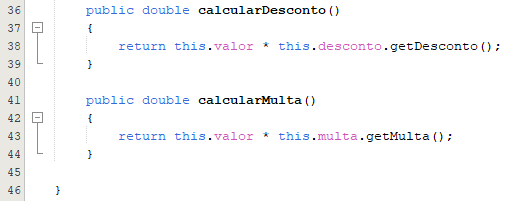 36 public double calcularDesconto()
37 {
38 return this.valor * this.desconto.getDesconto();
39 }
40
41 public double calcularMulta()
42 {
43 return this.valor * this.multa.getMulta();
44 }
45
46 }